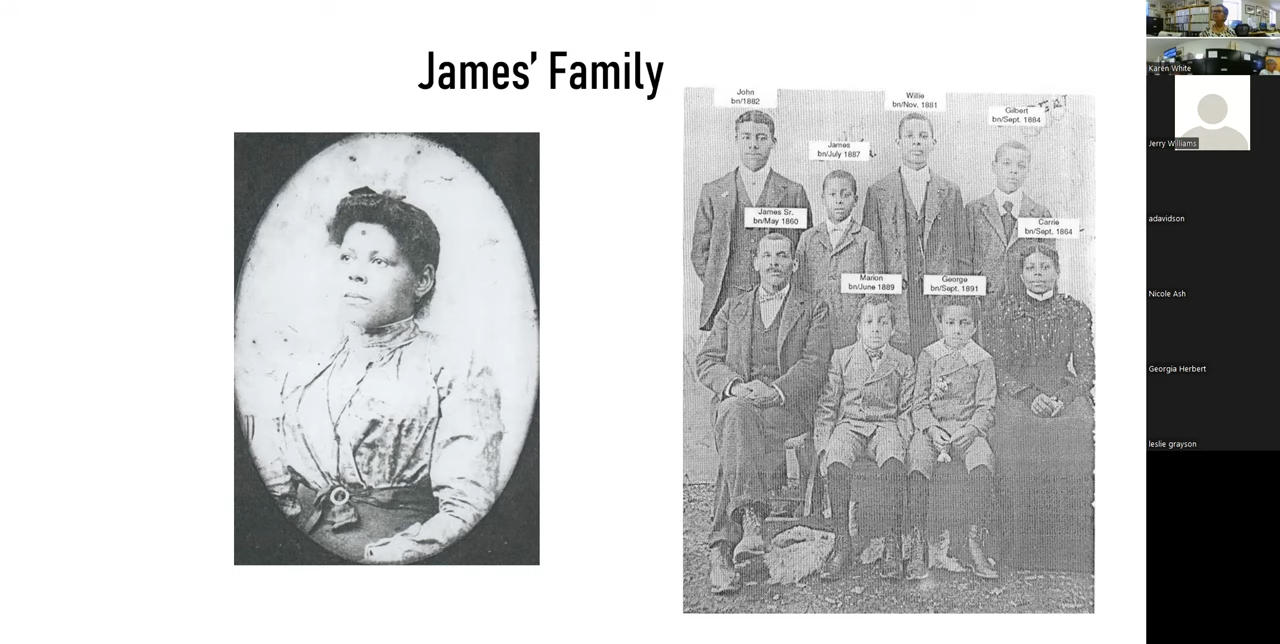 James' Family
John
bn/1882
Willie
bn/Nov. 1881
Gilbert
bn/Sept. 1884
James
bn/July 1887
James Sr.
bn/May 1860
Carrie
bn/Sept. 1864
Marion
bn/June 1889
George
bn/Sept. 1891
Karen White
Jerry Williams
adavidson
Nicole Ash
Georgia Herbert
leslie grayson